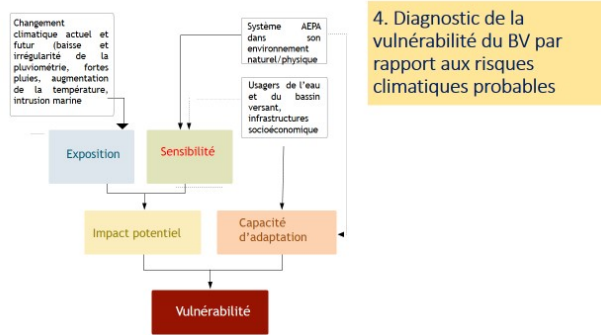 Changement
climatique actuel et
futur (baisse et
irrégularité de la
pluviométrie, fortes
pluies, augmentation
de la température,
intrusion marine
Système AEPA
dans son
environnement
naturel/physique
Usagers de l'eau
et du bassin
versant,
infrastructures
socioéconomique
4. Diagnostic de la
vulnérabilité du BV par
rapport aux risques
climatiques probables
Exposition
Sensibilité
Impact potentiel
Capacité
d'adaptation
Vulnérabilité